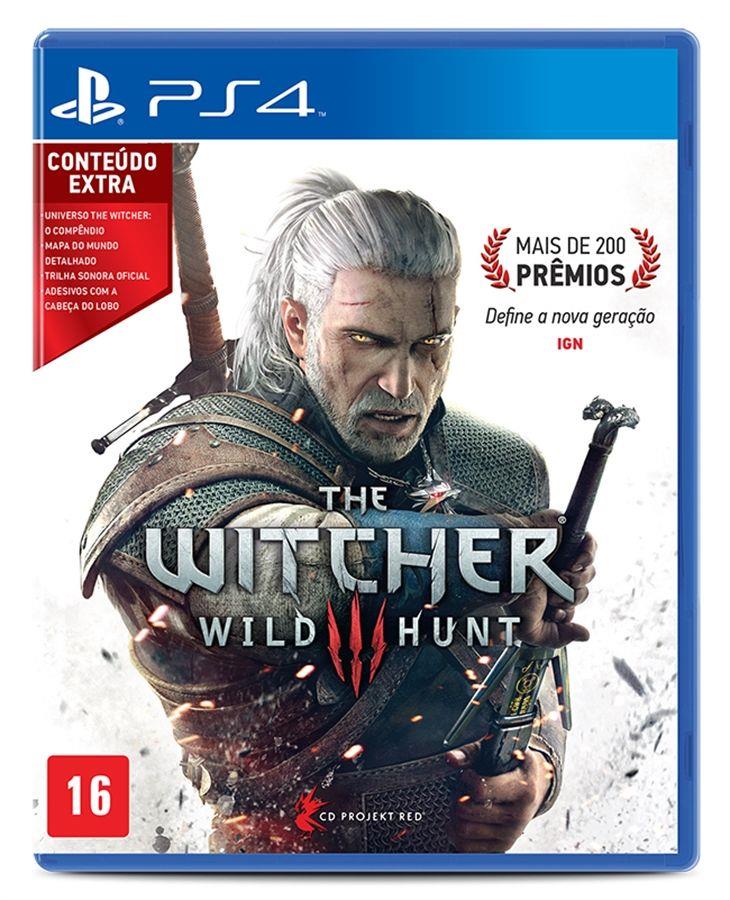 PS4
CONTEÚDO
EXTRA
· UNIVERSO THE WITCHER:
O COMPÊNDIO
· MAPA DO MUNDO
DETALHADO
· TRILHA SONORA OFICIAL
ADESIVOS COM A
CABEÇA DO LOBO
MAIS DE 200
PRÊMIOS
Define a nova geração
IGN
THE
WITCHER®
WILD III HUNT
16
CD PROJEKT RED®